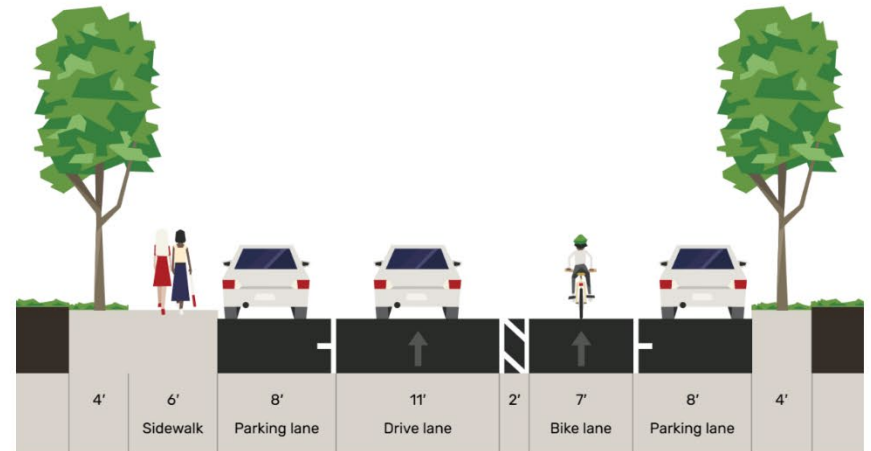 4' 6' 8' 11' 2' 7' 8' 4'
Sidewalk Parking lane Drive lane Bike lane Parking lane